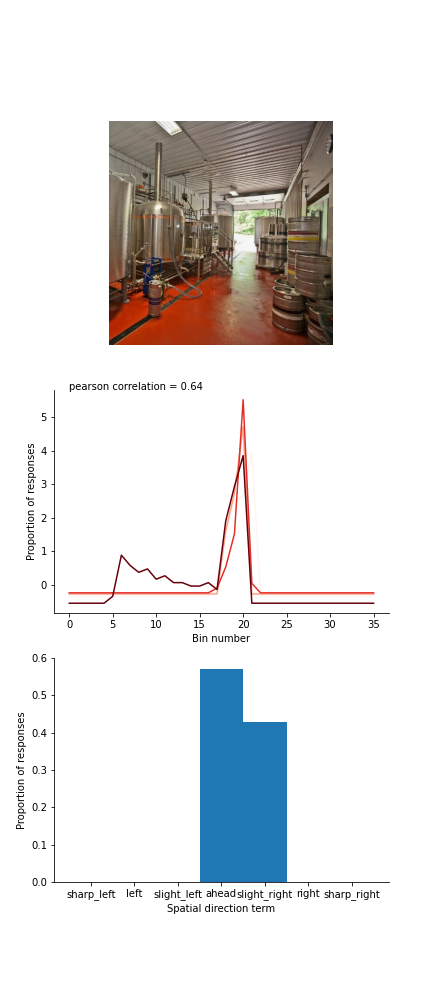 pearson correlation = 0.64
5
4
3
2
1
0
Proportion of responses
0 5 10 15 20 25 30 35
Bin number
0.6
0.5
0.4
0.3
0.2
0.1
0.0
Proportion of responses
sharp_left left slight_left ahead slight_right right sharp_right
Spatial direction term